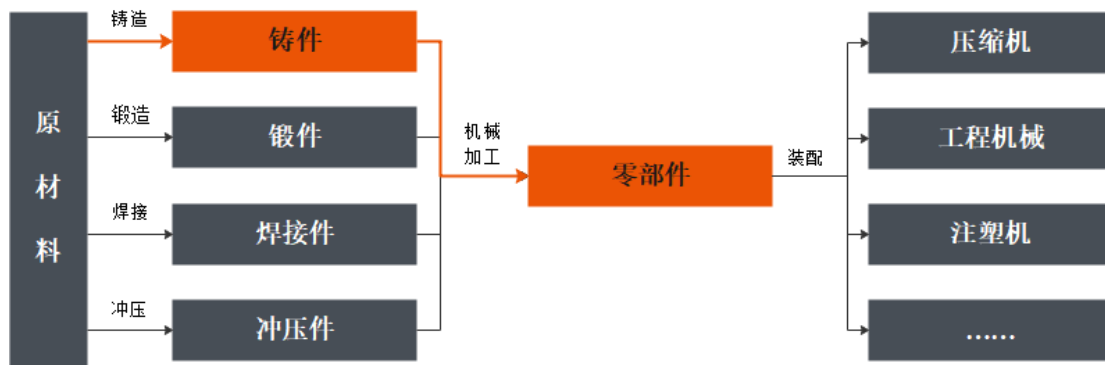 原材料
铸造
铸件
锻造
锻件
焊接
焊接件
冲压
冲压件
机械
加工
零部件
装配
压缩机
工程机械
注塑机
......